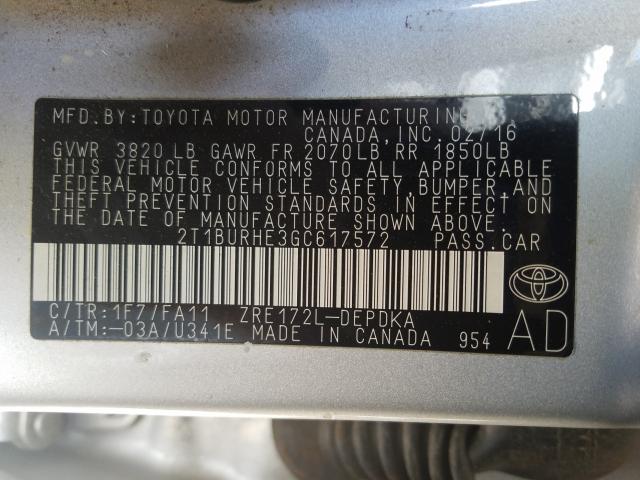 MFD.BY:TOYOTA MOTOR MANUFACTURING
CANADA,INC. 02/16
GVWR 3820 LB GAWR FR 2070LB RR 1850LB
THIS VEHICLE CONFORMS TO ALL APPLICABLE
FEDERAL MOTOR VEHICLE SAFETY,BUMPER,AND
THEFT PREVENTION STANDARDS IN EFFECT ON
THE DATE OF MANUFACTURE SHOWN ABOVE.
2T1BURHE3GC617572 PASS.CAR
C/TR:1F7/FA11 ZRE172L-DEPDKA
A/TM:-03A/U341E MADE IN CANADA 954
AD